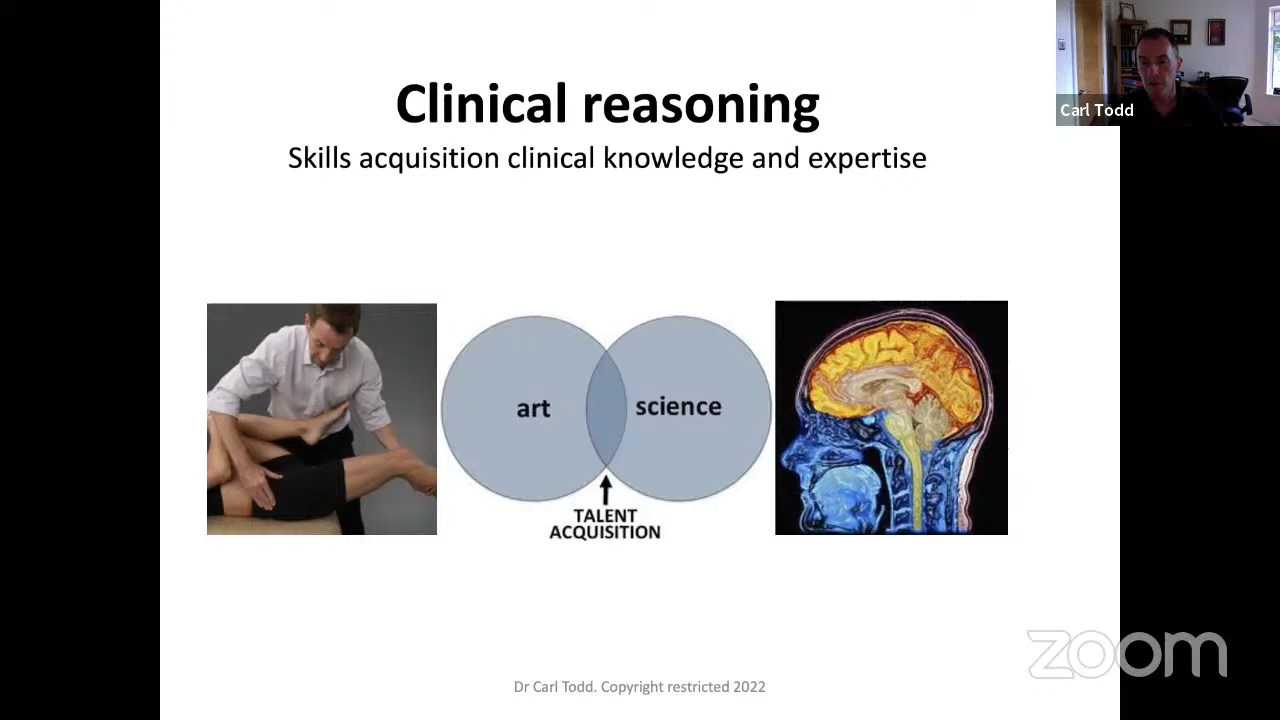 Clinical reasoning
Carl Todd
Skills acquisition clinical knowledge and expertise
art
science
TALENT
ACQUISITION
zoom
Dr Carl Todd. Copyright restricted 2022